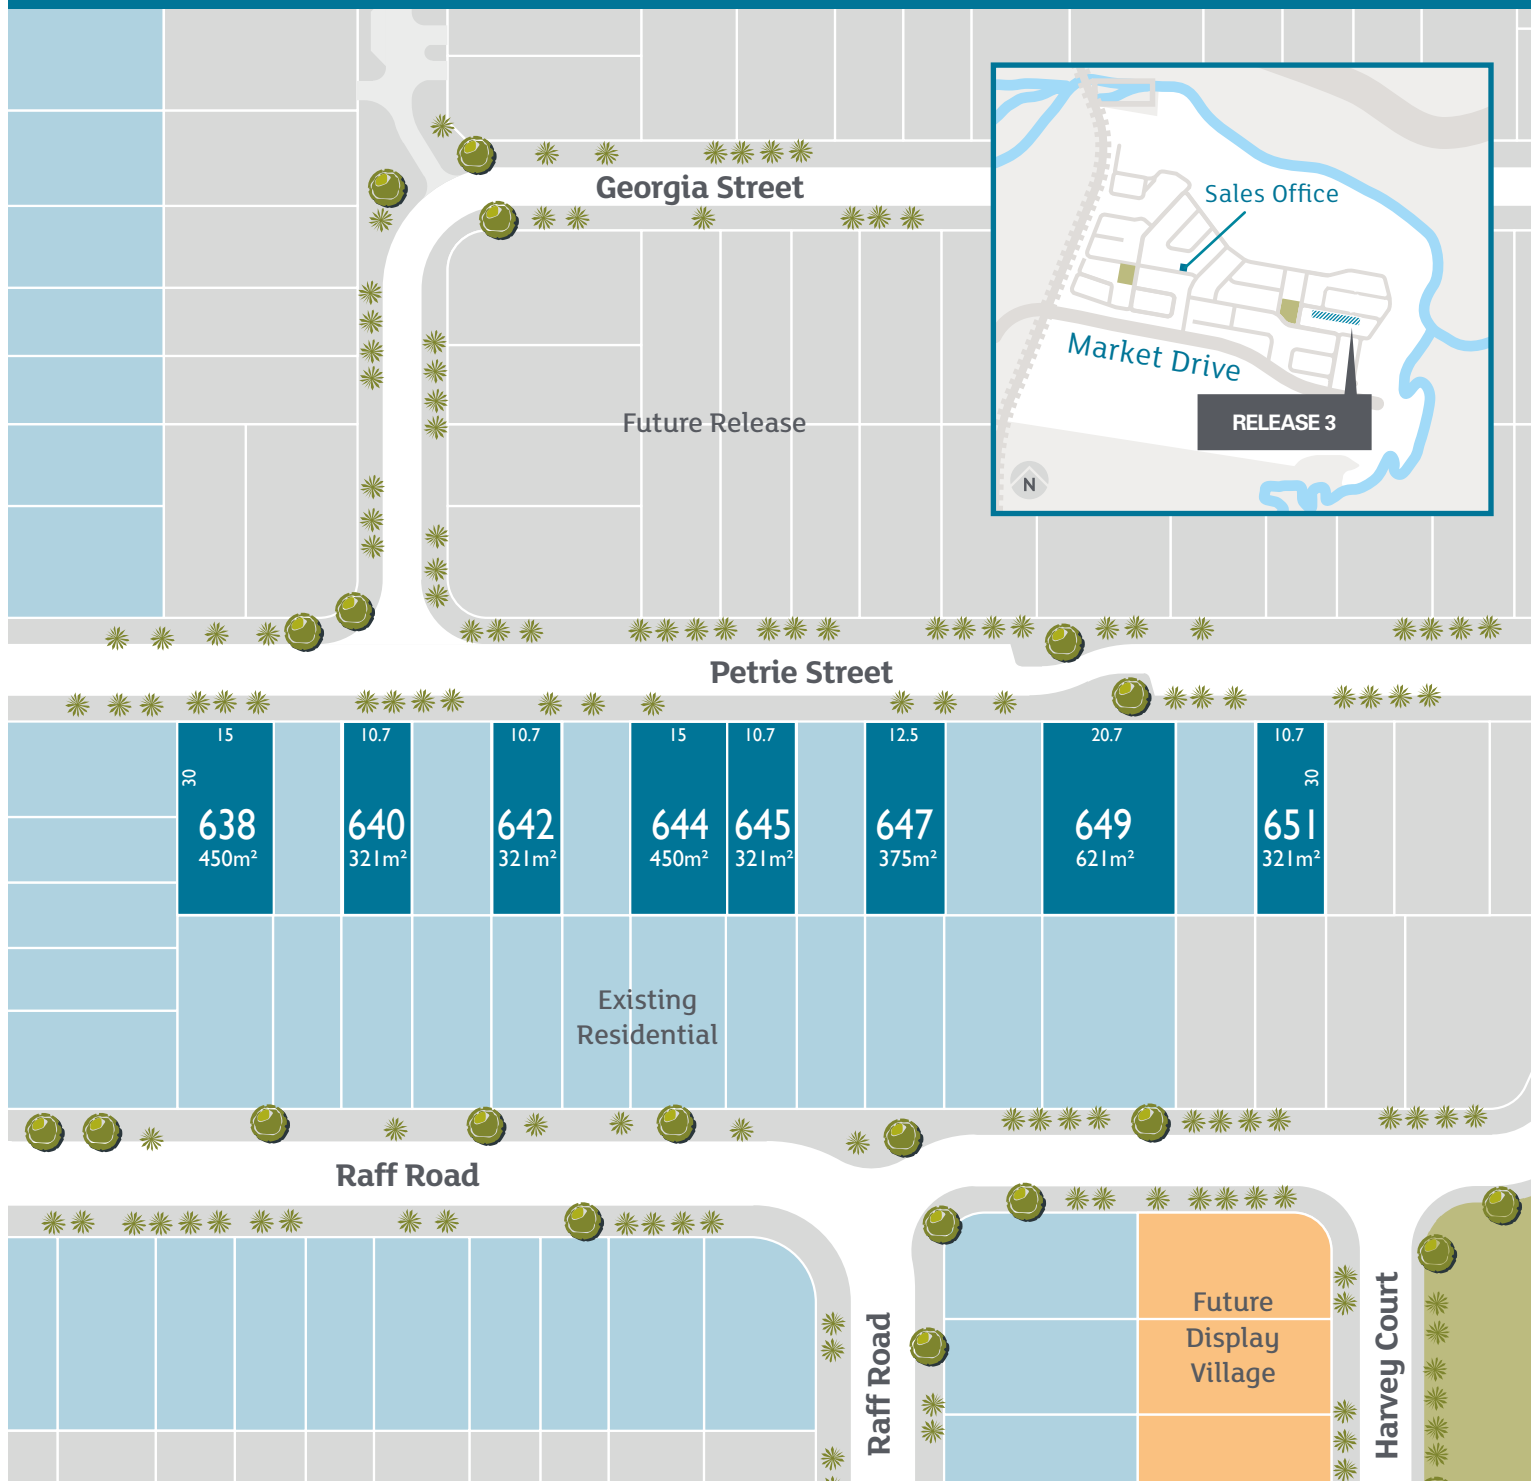 Georgia Street
Sales Office
Market Drive
RELEASE 3
N
Future Release
Petrie Street
15
30
638
450m²
10.7
640
321m²
10.7
642
321m²
15
644
450m²
10.7
645
321m²
12.5
647
375m²
20.7
649
621m²
10.7
30
651
321m²
Existing
Residential
Raff Road
Raff Road
Future
Display
Village
Harvey Court